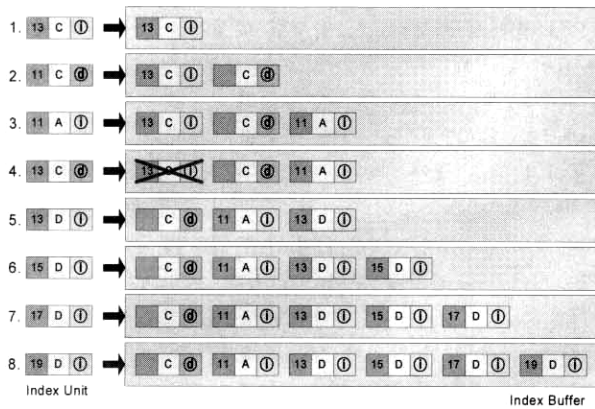 1. 13 C i 13 C i
2. 11 C d 13 C i C d
3. 11 A i 13 C i C d 11 A i
4. 13 C d 13 C i C d 11 A i
5. 13 D i C d 11 A i 13 D i
6. 15 D i C d 11 A i 13 D i 15 D i
7. 17 D i C d 11 A i 13 D i 15 D i 17 D i
8. 19 D i C d 11 A i 13 D i 15 D i 17 D i 19 D i
Index Unit
Index Buffer